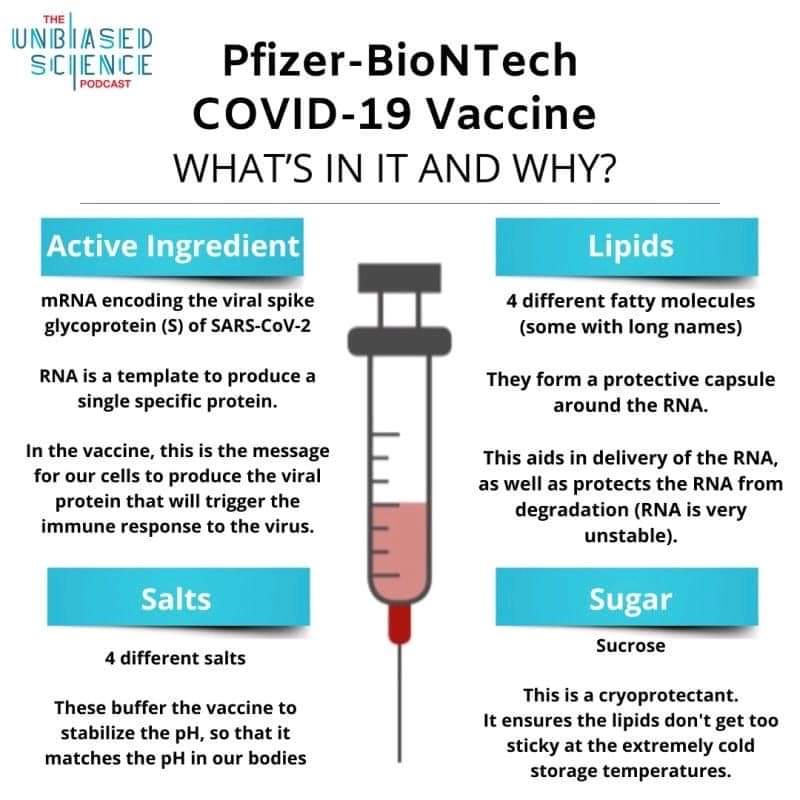 THE
UNBIASED
SCIENCE
PODCAST
Pfizer-BioNTech
COVID-19 Vaccine
WHAT'S IN IT AND WHY?
Active Ingredient
mRNA encoding the viral spike
glycoprotein (S) of SARS-CoV-2
RNA is a template to produce a
single specific protein.
In the vaccine, this is the message
for our cells to produce the viral
protein that will trigger the
immune response to the virus.
Lipids
4 different fatty molecules
(some with long names)
They form a protective capsule
around the RNA.
This aids in delivery of the RNA,
as well as protects the RNA from
degradation (RNA is very
unstable).
Salts
4 different salts
These buffer the vaccine to
stabilize the pH, so that it
matches the pH in our bodies
Sugar
Sucrose
This is a cryoprotectant.
It ensures the lipids don't get too
sticky at the extremely cold
storage temperatures.